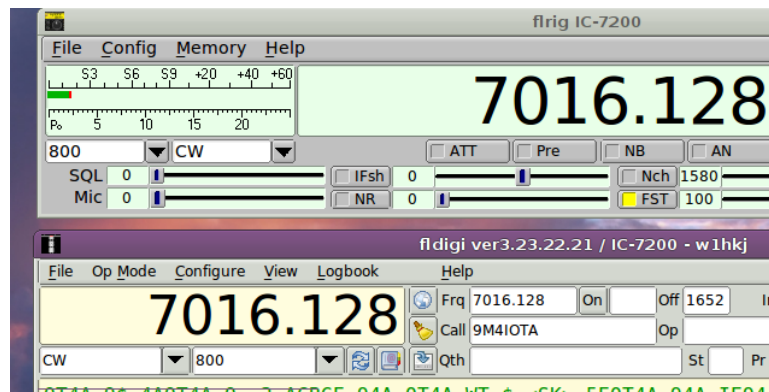 flrig IC-7200
File Config Memory Help
S3 S6 S9 +20 +40 +60
7016.128
Po 5 10 15 20
800 CW ATT Pre NB AN
SQL 0 IFsh 0 Nch 1580
Mic 0 NR 0 FST 100
fldigi ver3.23.22.21 / IC-7200 - w1hkj
File Op Mode Configure View Logbook Help
7016.128 Frq 7016.128 On Off 1652
Call 9M4IOTA Op
CW 800 Qth St Pr